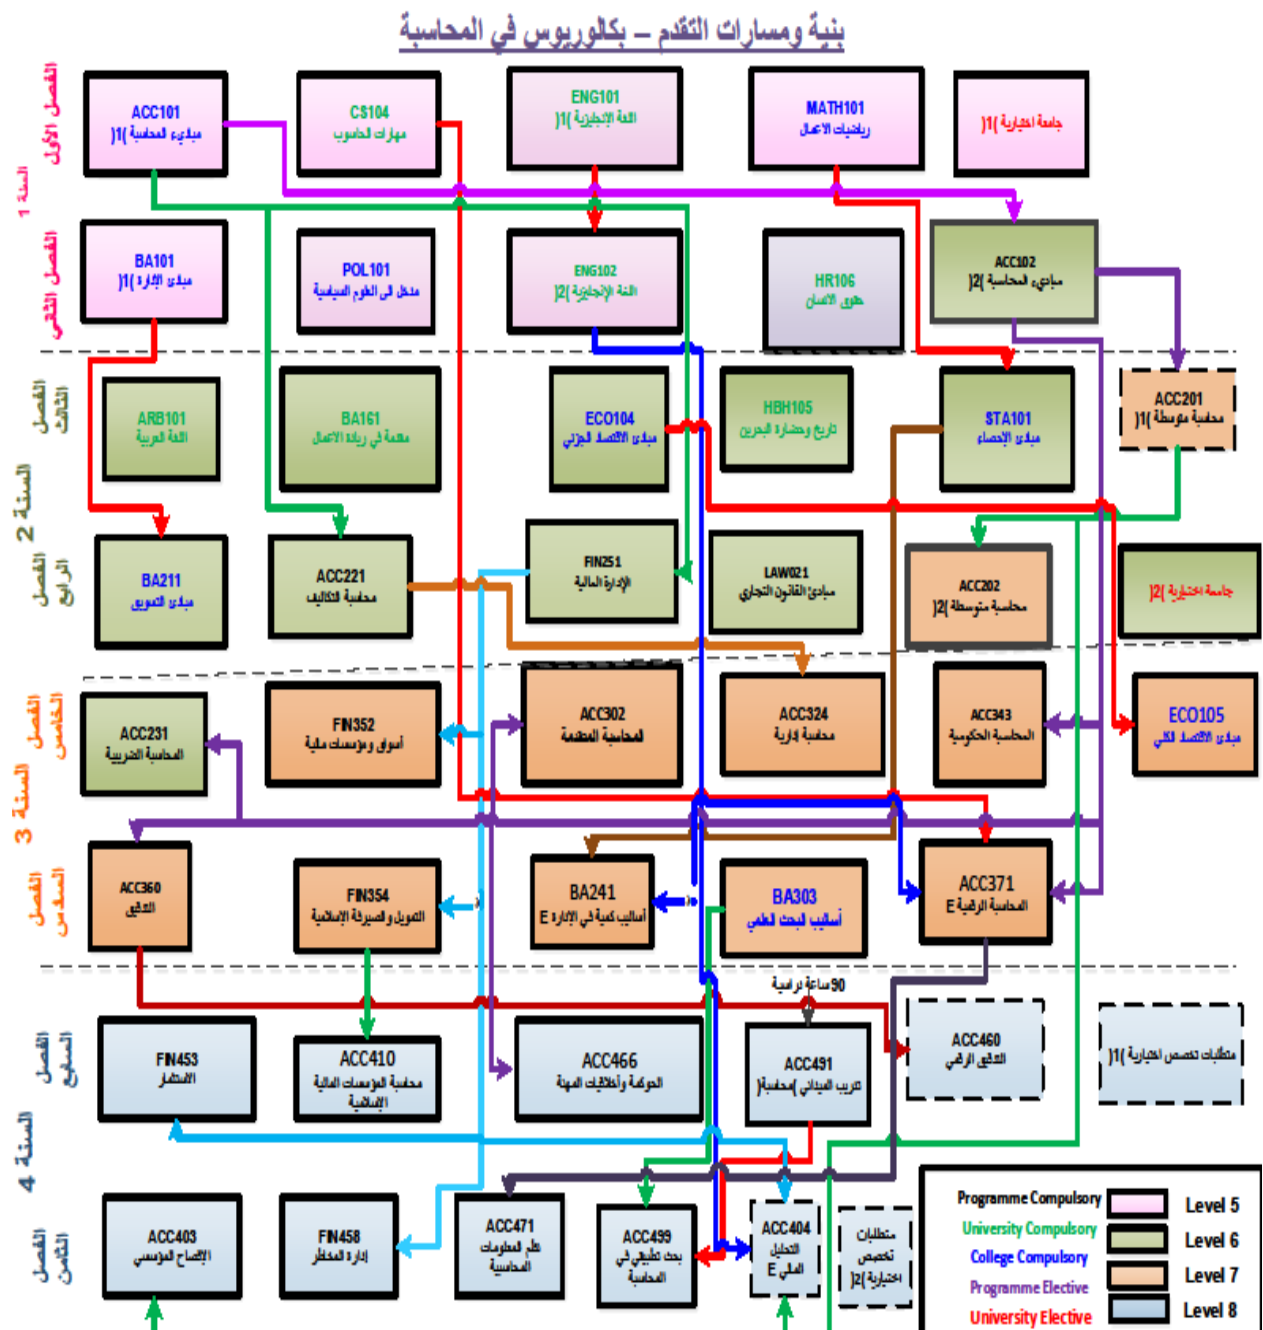 بنية ومسارات التقدم – بكالوريوس في المحاسبة
السنة 1
الفصل الأول
ACC101
مباديء المحاسبة )1(
CS104
مهارات الحاسوب
ENG101
اللغة الإنجليزية )1(
MATH101
رياضيات الاعمال
جامعة اختيارية )1(
الفصل الثاني
BA101
مبادئ الإدارة )1(
POL101
مدخل الى العلوم السياسية
ENG102
اللغة الإنجليزية )2(
HR106
حقوق الانسان
ACC102
مباديء المحاسبة )2(
السنة 2
الفصل الثالث
ARB101
اللغة العربية
BA161
مقدمة في ريادة الاعمال
ECO104
مبادئ الاقتصاد الجزئي
HBH105
تاريخ وحضارة البحرين
STA101
مبادئ الإحصاء
ACC201
محاسبة متوسطة )1(
الفصل الرابع
BA211
مبادئ التسويق
ACC221
محاسبة التكاليف
FIN251
الإدارة المالية
LAW021
مبادئ القانون التجاري
ACC202
محاسبة متوسطة )2(
جامعة اختيارية )2(
السنة 3
الفصل الخامس
ACC231
المحاسبة الضريبية
FIN352
أسواق ومؤسسات مالية
ACC302
المحاسبة المتقدمة
ACC324
محاسبة إدارية
ACC343
المحاسبة الحكومية
ECO105
مبادئ الاقتصاد الكلي
الفصل السادس
ACC360
التدقيق
FIN354
التمويل والصيرفة الإسلامية
BA241
أساليب كمية في الإدارة E
BA303
أساليب البحث العلمي
ACC371
المحاسبة الرقمية E
السنة 4
الفصل السابع
90 ساعة دراسية
FIN453
الاستثمار
ACC410
محاسبة المؤسسات المالية
الإسلامية
ACC466
الحوكمة وأخلاقيات المهنة
ACC491
تدريب الميداني )محاسبة(
ACC460
التدقيق الرقمي
متطلبات تخصص اختيارية )1(
الفصل الثامن
ACC403
الإفصاح المؤسسي
FIN458
إدارة المخاطر
ACC471
نظم المعلومات
المحاسبية
ACC499
بحث تطبيقي في
المحاسبة
ACC404
التحليل
المالي E
متطلبات
تخصص
اختيارية )2(
Programme Compulsory
University Compulsory
College Compulsory
Programme Elective
University Elective
Level 5
Level 6
Level 7
Level 8